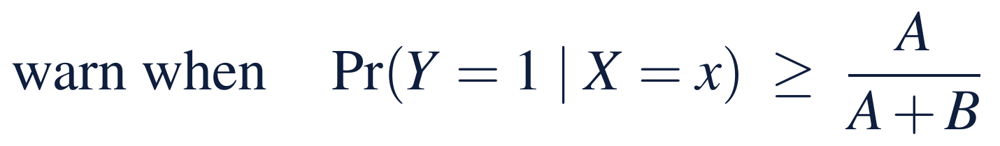 warn when Pr(Y = 1 | X = x) ≥ A / (A + B)